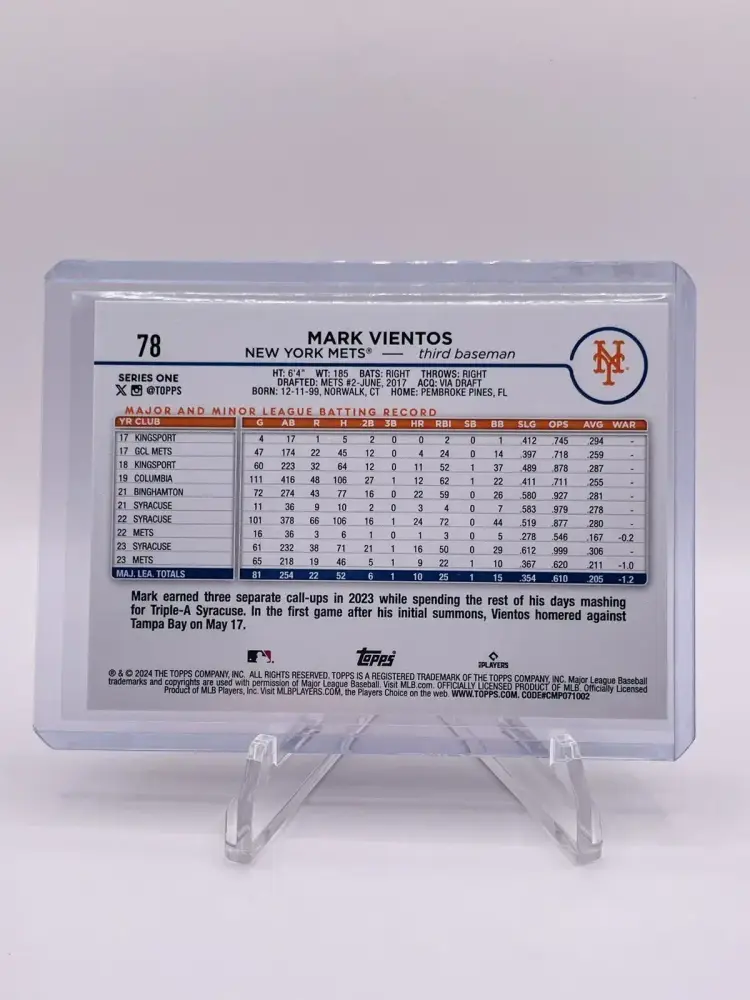 78
MARK VIENTOS
NEW YORK METS® — third baseman
NY
SERIES ONE
X @TOPPS
HT: 6'4" WT: 185 BATS: RIGHT THROWS: RIGHT
DRAFTED: METS #2-JUNE, 2017 ACQ: VIA DRAFT
BORN: 12-11-99, NORWALK, CT HOME: PEMBROKE PINES, FL
MAJOR AND MINOR LEAGUE BATTING RECORD
YR CLUB G AB R H 2B 3B HR RBI SB BB SLG OPS AVG WAR
17 KINGSPORT 4 17 1 5 2 0 0 2 0 1 .412 .745 .294 -
17 GCL METS 47 174 22 45 12 0 4 24 0 14 .397 .718 .259 -
18 KINGSPORT 60 223 32 64 12 0 11 52 1 37 .489 .878 .287 -
19 COLUMBIA 111 416 48 106 27 1 12 62 1 22 .411 .711 .255 -
21 BINGHAMTON 72 274 43 77 16 0 22 59 0 26 .580 .927 .281 -
21 SYRACUSE 11 36 9 10 2 0 3 4 0 7 .583 .979 .278 -
22 SYRACUSE 101 378 66 106 16 1 24 72 0 44 .519 .877 .280 -
22 METS 16 36 3 6 1 0 1 3 0 5 .278 .546 .167 -0.2
23 SYRACUSE 61 232 38 71 21 1 16 50 0 29 .612 .999 .306 -
23 METS 65 218 19 46 5 1 9 22 1 10 .367 .620 .211 -1.0
MAJ. LEA. TOTALS 81 254 22 52 6 1 10 25 1 15 .354 .610 .205 -1.2
Mark earned three separate call-ups in 2023 while spending the rest of his days mashing
for Triple-A Syracuse. In the first game after his initial summons, Vientos homered against
Tampa Bay on May 17.
Topps
PLAYERS
℗ & © 2024 THE TOPPS COMPANY, INC. ALL RIGHTS RESERVED. TOPPS IS A REGISTERED TRADEMARK OF THE TOPPS COMPANY, INC. Major League Baseball
trademarks and copyrights are used with permission of Major League Baseball. Visit MLB.com. OFFICIALLY LICENSED PRODUCT OF MLB. Officially Licensed
Product of MLB Players, Inc. Visit MLBPLAYERS.COM, the Players Choice on the web. WWW.TOPPS.COM. CODE#CMP071002